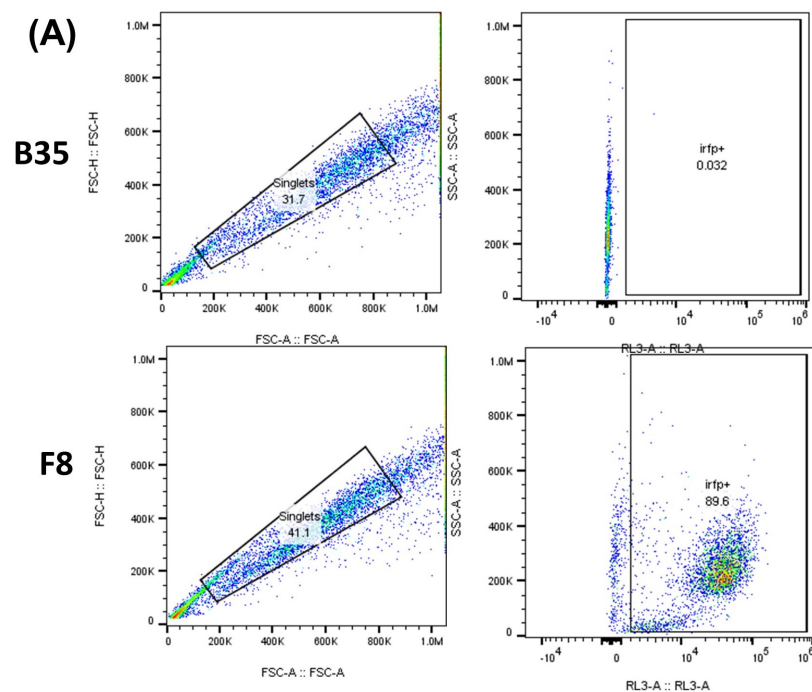 (A)
B35
FSC-H :: FSC-H
1.0M
800K
600K
400K
200K
0
Singlets
31.7
0
200K
400K
600K
800K
1.0M
FSC-A :: FSC-A
SSC-A :: SSC-A
1.0M
800K
600K
400K
200K
0
irfp+
0.032
-10^4
0
10^4
10^5
10^6
RL3-A :: RL3-A
F8
FSC-H :: FSC-H
1.0M
800K
600K
400K
200K
0
Singlets
41.1
0
200K
400K
600K
800K
1.0M
FSC-A :: FSC-A
SSC-A :: SSC-A
1.0M
800K
600K
400K
200K
0
irfp+
89.6
-10^4
0
10^4
10^5
10^6
RL3-A :: RL3-A